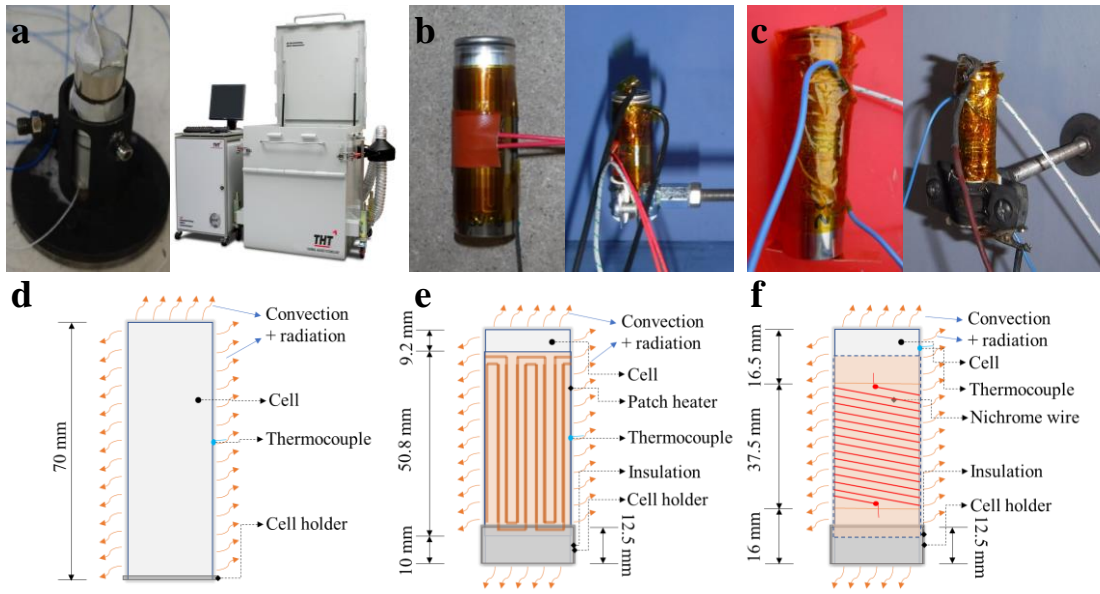 a
b
c
THT
d
Convection
+ radiation
Cell
Thermocouple
Cell holder
70 mm
e
Convection
+ radiation
Cell
Patch heater
Thermocouple
Insulation
Cell holder
9.2 mm
50.8 mm
10 mm
12.5 mm
f
Convection
+ radiation
Cell
Thermocouple
Nichrome wire
Insulation
Cell holder
16.5 mm
37.5 mm
16 mm
12.5 mm